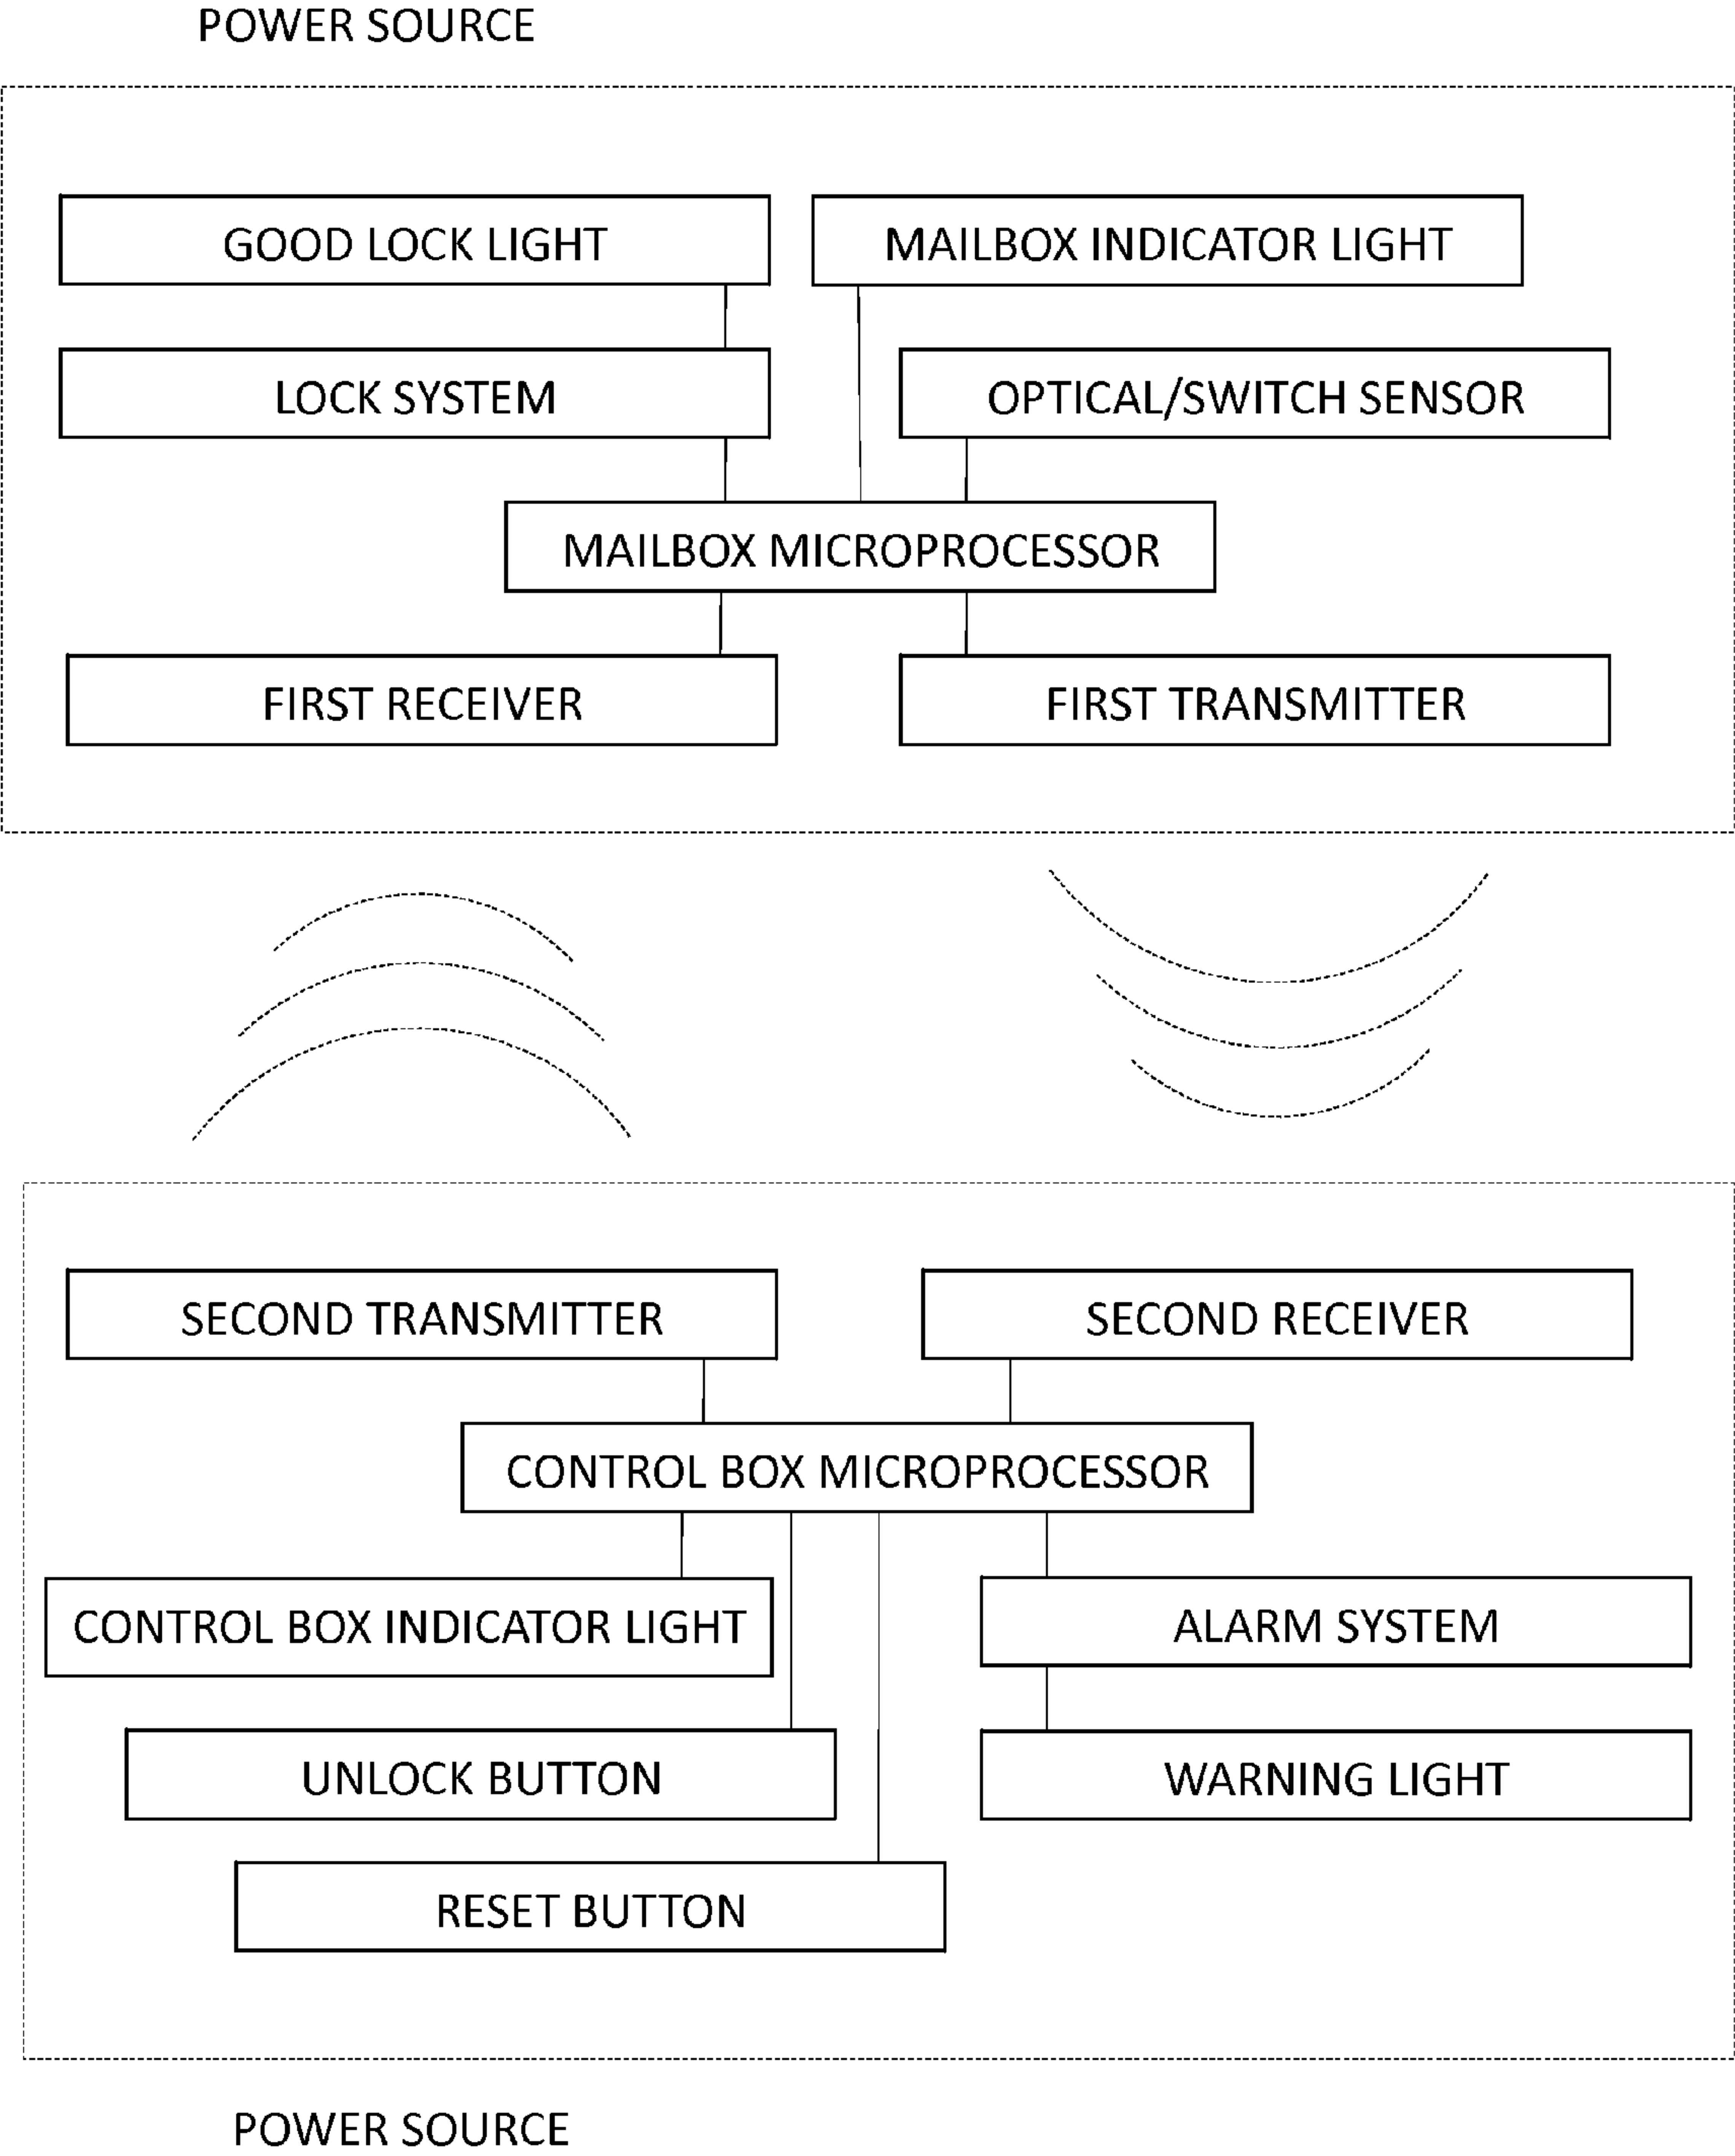 POWER SOURCE
GOOD LOCK LIGHT
MAILBOX INDICATOR LIGHT
LOCK SYSTEM
OPTICAL/SWITCH SENSOR
MAILBOX MICROPROCESSOR
FIRST RECEIVER
FIRST TRANSMITTER
SECOND TRANSMITTER
SECOND RECEIVER
CONTROL BOX MICROPROCESSOR
CONTROL BOX INDICATOR LIGHT
ALARM SYSTEM
UNLOCK BUTTON
WARNING LIGHT
RESET BUTTON
POWER SOURCE